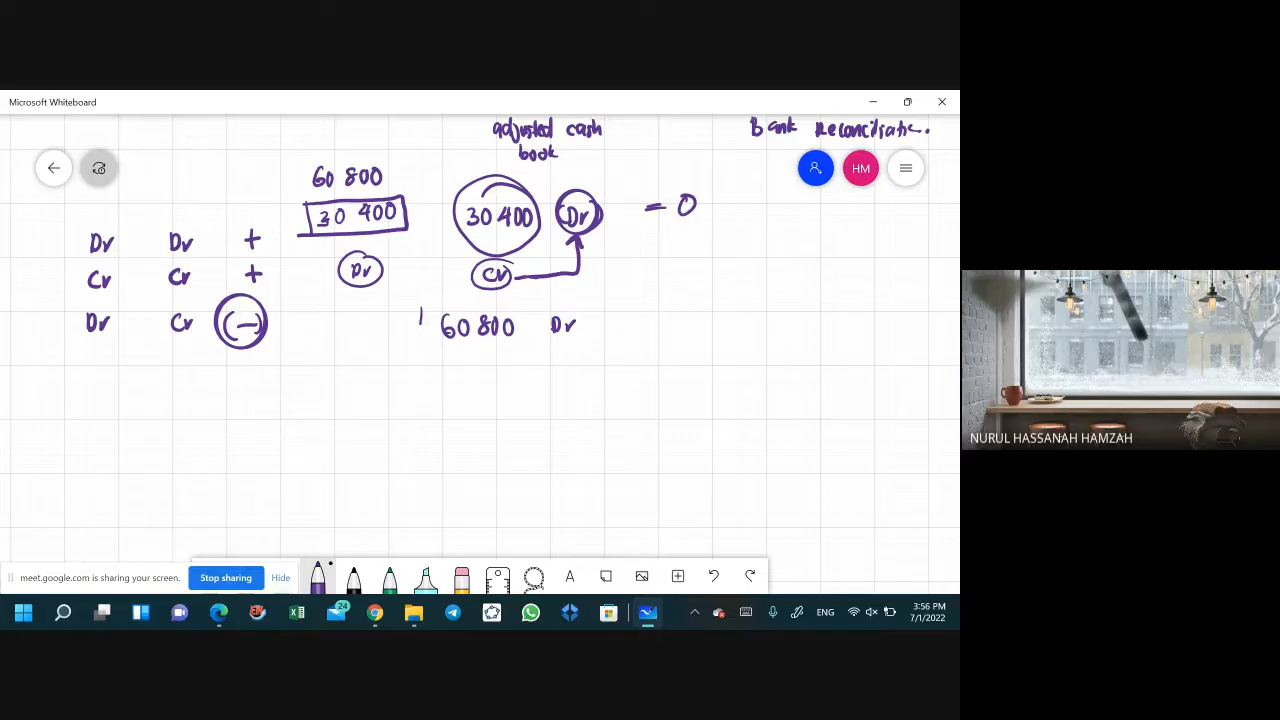 Microsoft Whiteboard
adjusted cash
book
Bank
HM
60 800
30 400
30 400 Dr = 0
Dr Dr +
Cr Cr +
Dr
Cr
Dr Cr (-)
60 800 Dr
NURUL HASSANAH HAMZAH
meet.google.com is sharing your screen.
Stop sharing
Hide
A
24
ENG
3:56 PM
7/1/2022